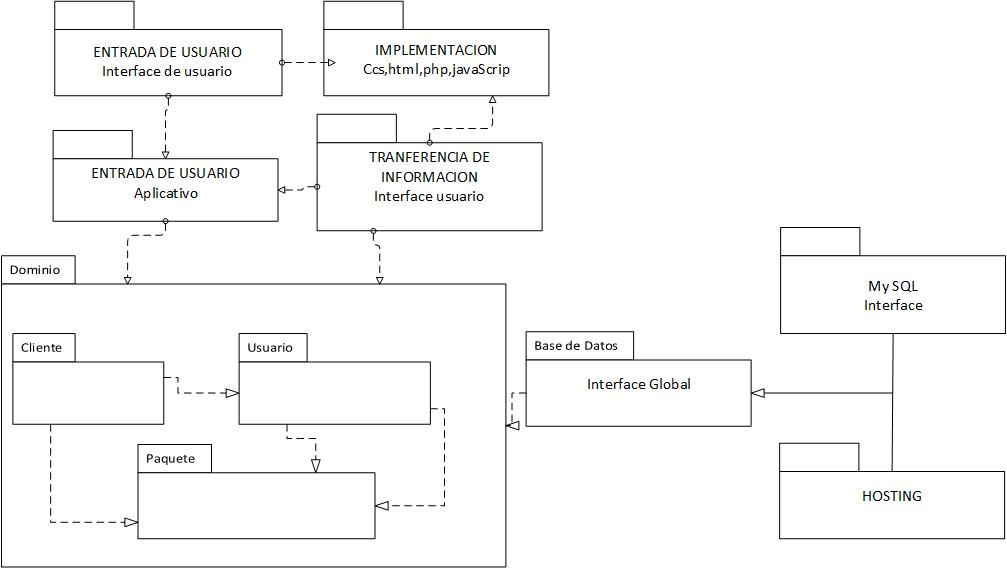 ENTRADA DE USUARIO
Interface de usuario
IMPLEMENTACION
Ccs,html,php,javaScrip
ENTRADA DE USUARIO
Aplicativo
TRANFERENCIA DE
INFORMACION
Interface usuario
Dominio
Cliente
Usuario
Paquete
Base de Datos
Interface Global
My SQL
Interface
HOSTING